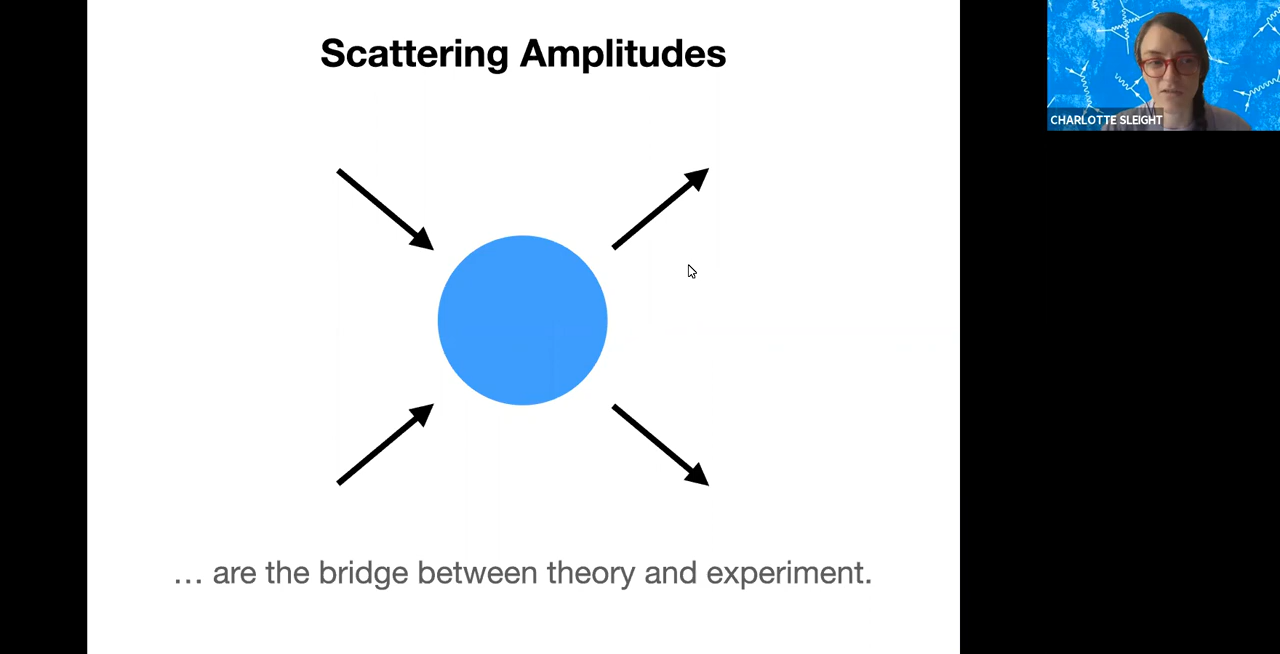 Scattering Amplitudes
CHARLOTTE SLEIGHT
… are the bridge between theory and experiment.